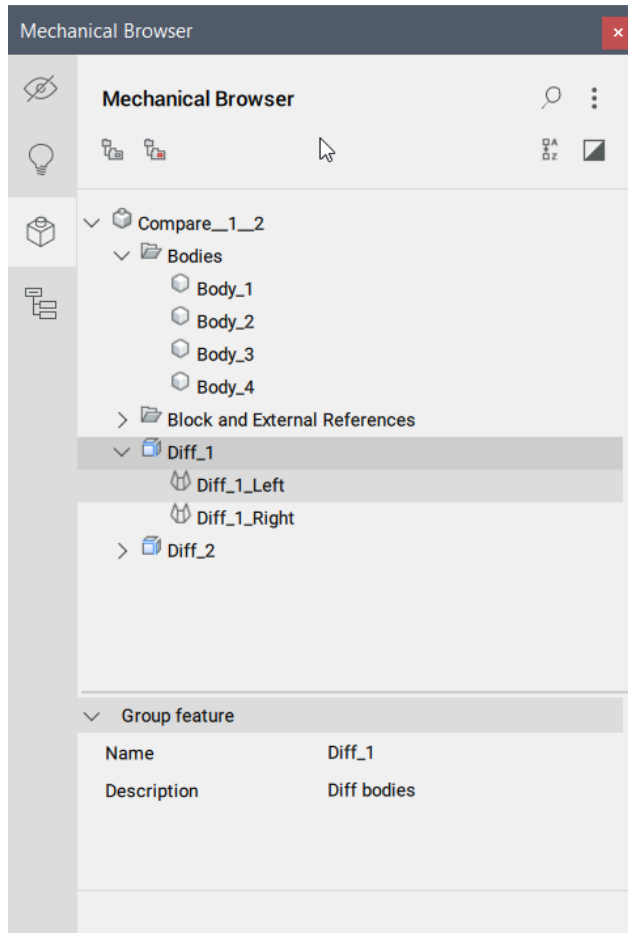 Mechanical Browser
Mechanical Browser
Compare__1__2
Bodies
Body_1
Body_2
Body_3
Body_4
Block and External References
Diff_1
Diff_1_Left
Diff_1_Right
Diff_2
Group feature
Name Diff_1
Description Diff bodies